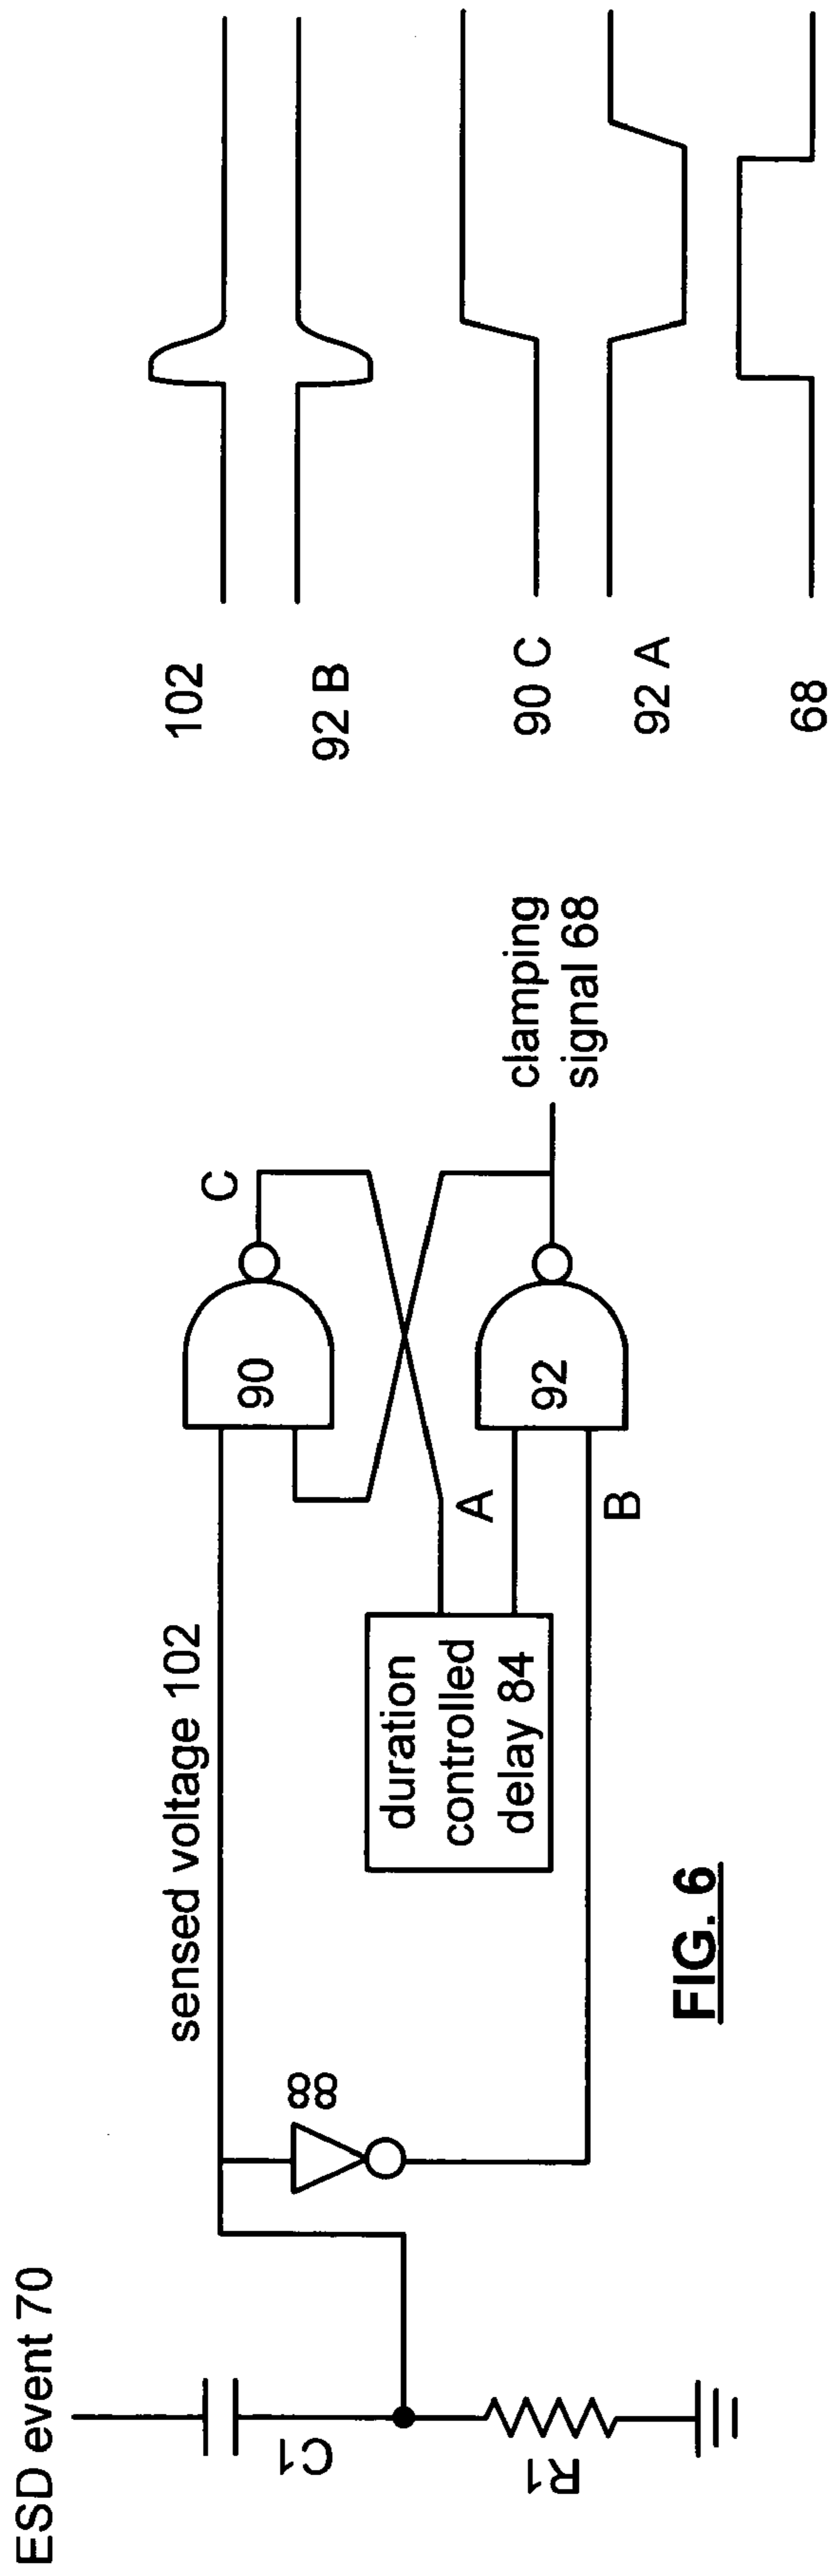 ESD event 70
C1
R1
88
sensed voltage 102
duration
controlled
delay 84
A
B
90
92
C
clamping
signal 68
102
92 B
90 C
92 A
68
FIG. 6